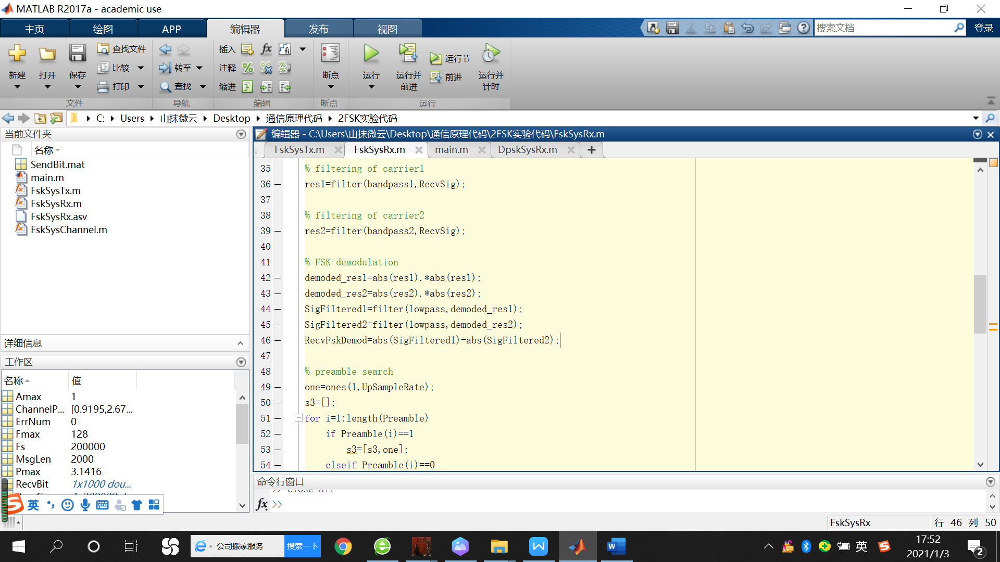 MATLAB R2017a - academic use
主页 绘图 APP 编辑器 发布 视图 搜索文档 登录
查找文件 插入 fx 运行节
新建 打开 保存 比较 转至 注释 断点 运行 运行并前进 前进 运行并计时
打印 查找 缩进
文件 导航 编辑 断点 运行
C: Users 山抹微云 Desktop 通信原理代码 2FSK实验代码
当前文件夹
名称
SendBit.mat
main.m
FskSysTx.m
FskSysRx.m
FskSysRx.asv
FskSysChannel.m
详细信息
工作区
名称 值
Amax 1
ChannelP... [0.9195,2.67...
ErrNum 0
Fmax 128
Fs 200000
MsgLen 2000
Pmax 3.1416
RecvBit 1x1000 dou...
英
编辑器 - C:\Users\山抹微云\Desktop\通信原理代码\2FSK实验代码\FskSysRx.m
FskSysTx.m FskSysRx.m main.m DpskSysRx.m
35 % filtering of carrier1
36 res1=filter(bandpass1,RecvSig);
37
38 % filtering of carrier2
39 res2=filter(bandpass2,RecvSig);
40
41 % FSK demodulation
42 demoded_res1=abs(res1).*abs(res1);
43 demoded_res2=abs(res2).*abs(res2);
44 SigFiltered1=filter(lowpass,demoded_res1);
45 SigFiltered2=filter(lowpass,demoded_res2);
46 RecvFskDemod=abs(SigFiltered1)-abs(SigFiltered2);
47
48 % preamble search
49 one=ones(1,UpSampleRate);
50 s3=[];
51 for i=1:length(Preamble)
52 if Preamble(i)==1
53 s3=[s3,one];
54 elseif Preamble(i)==0
命令行窗口
>> close all
fx >>
FskSysRx 行 46 列 50
公司搬家服务 搜索一下
英 17:52
2021/1/3 2